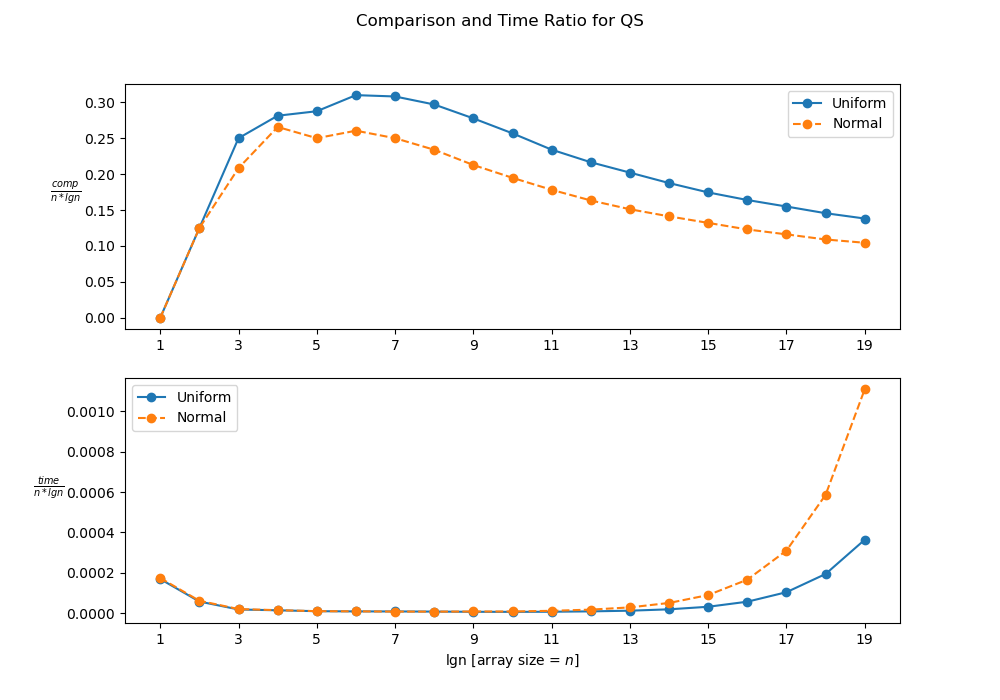 Comparison and Time Ratio for QS
0.30
0.25
0.20
0.15
0.10
0.05
0.00
comp
n * lgn
Uniform
Normal
1 3 5 7 9 11 13 15 17 19
0.0010
0.0008
0.0006
0.0004
0.0002
0.0000
time
n * lgn
Uniform
Normal
1 3 5 7 9 11 13 15 17 19
lgn [array size = n]